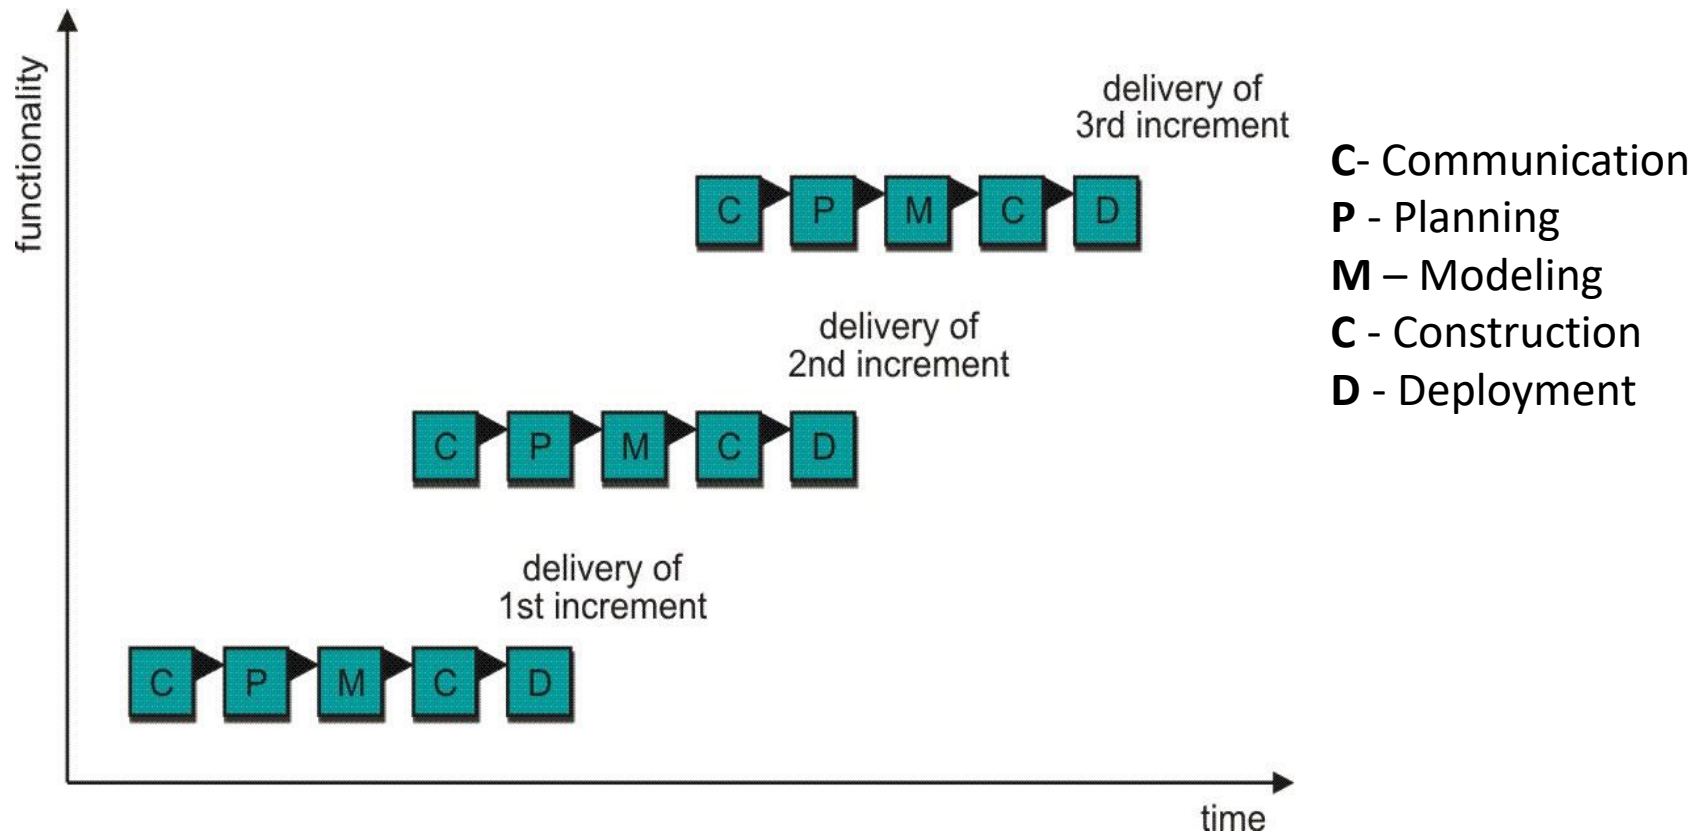 functionality
delivery of
3rd increment
C P M C D
delivery of
2nd increment
C P M C D
delivery of
1st increment
C P M C D
time
C- Communication
P - Planning
M – Modeling
C - Construction
D - Deployment